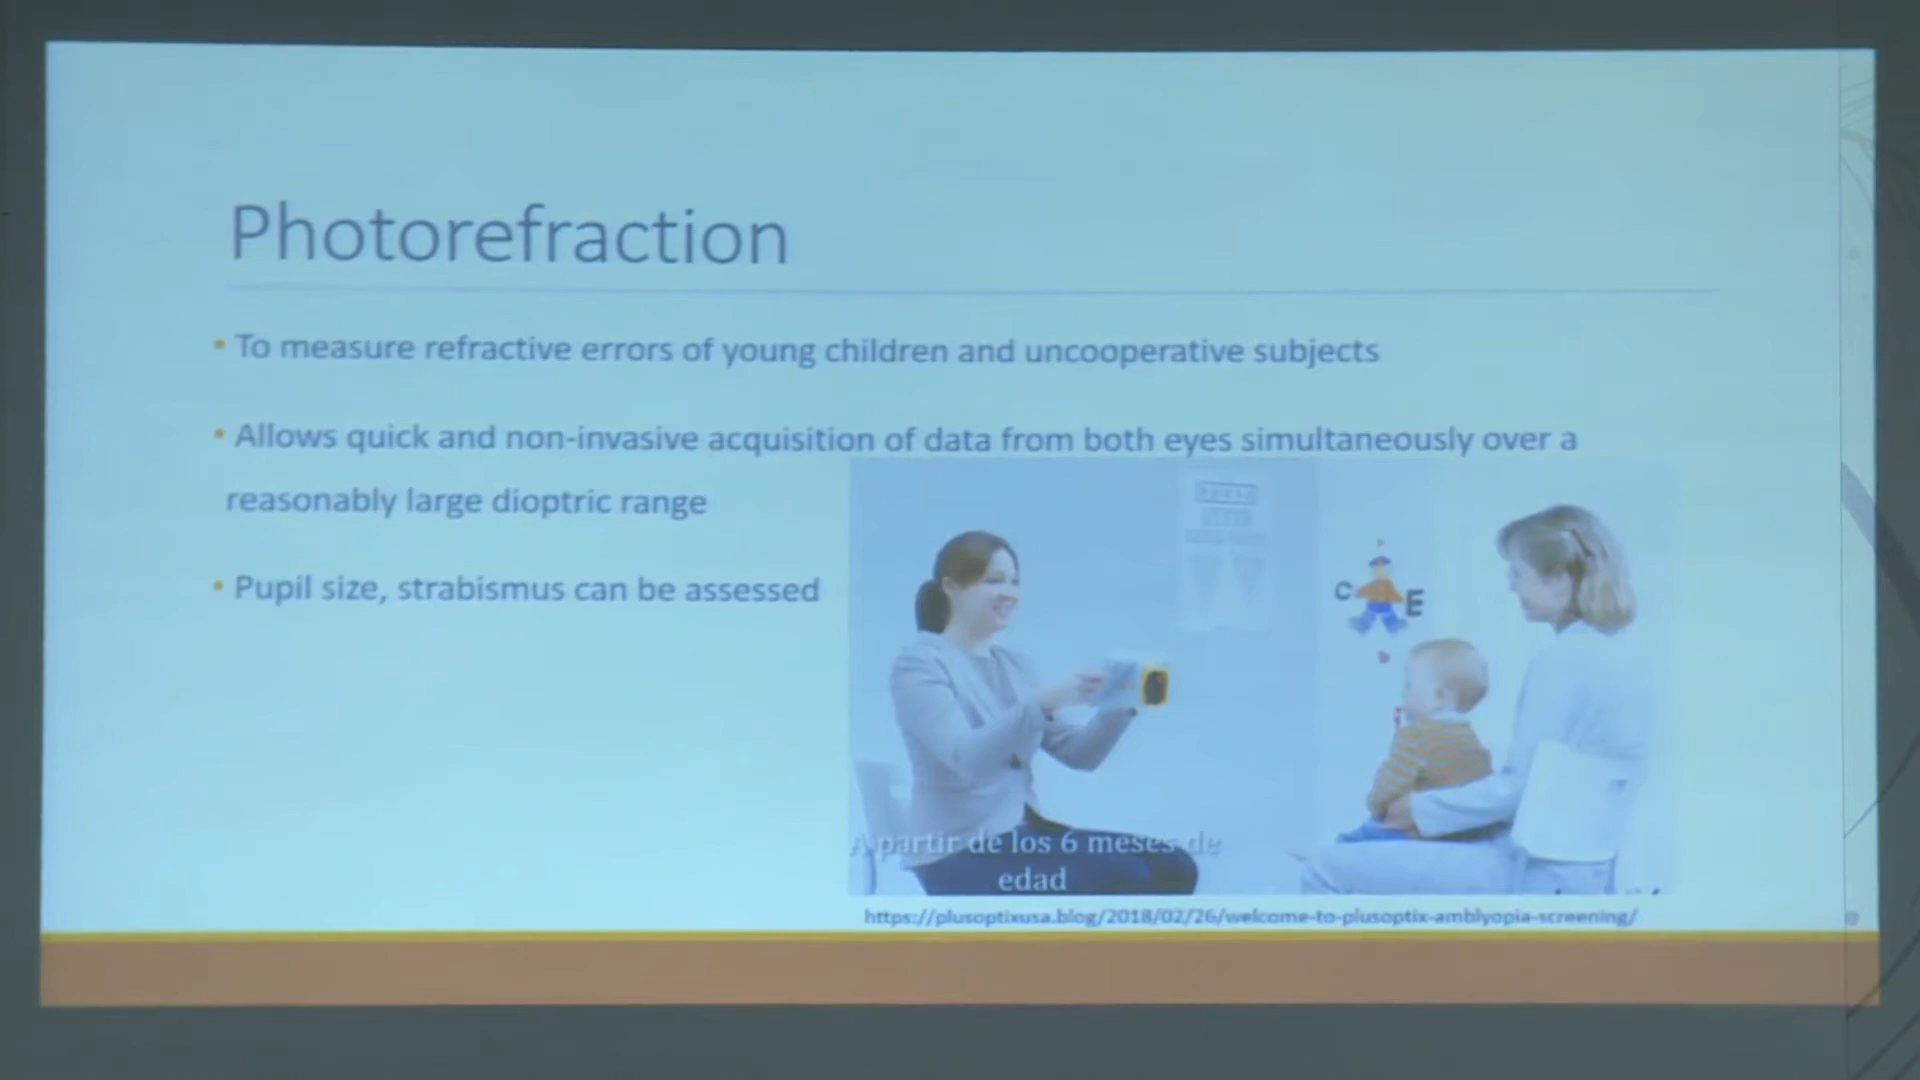 Photorefraction
• To measure refractive errors of young children and uncooperative subjects
• Allows quick and non-invasive acquisition of data from both eyes simultaneously over a
reasonably large dioptric range
• Pupil size, strabismus can be assessed
C E
A partir de los 6 meses de
edad
https://plusoptixusa.blog/2018/02/26/welcome-to-plusoptix-amblyopia-screening/